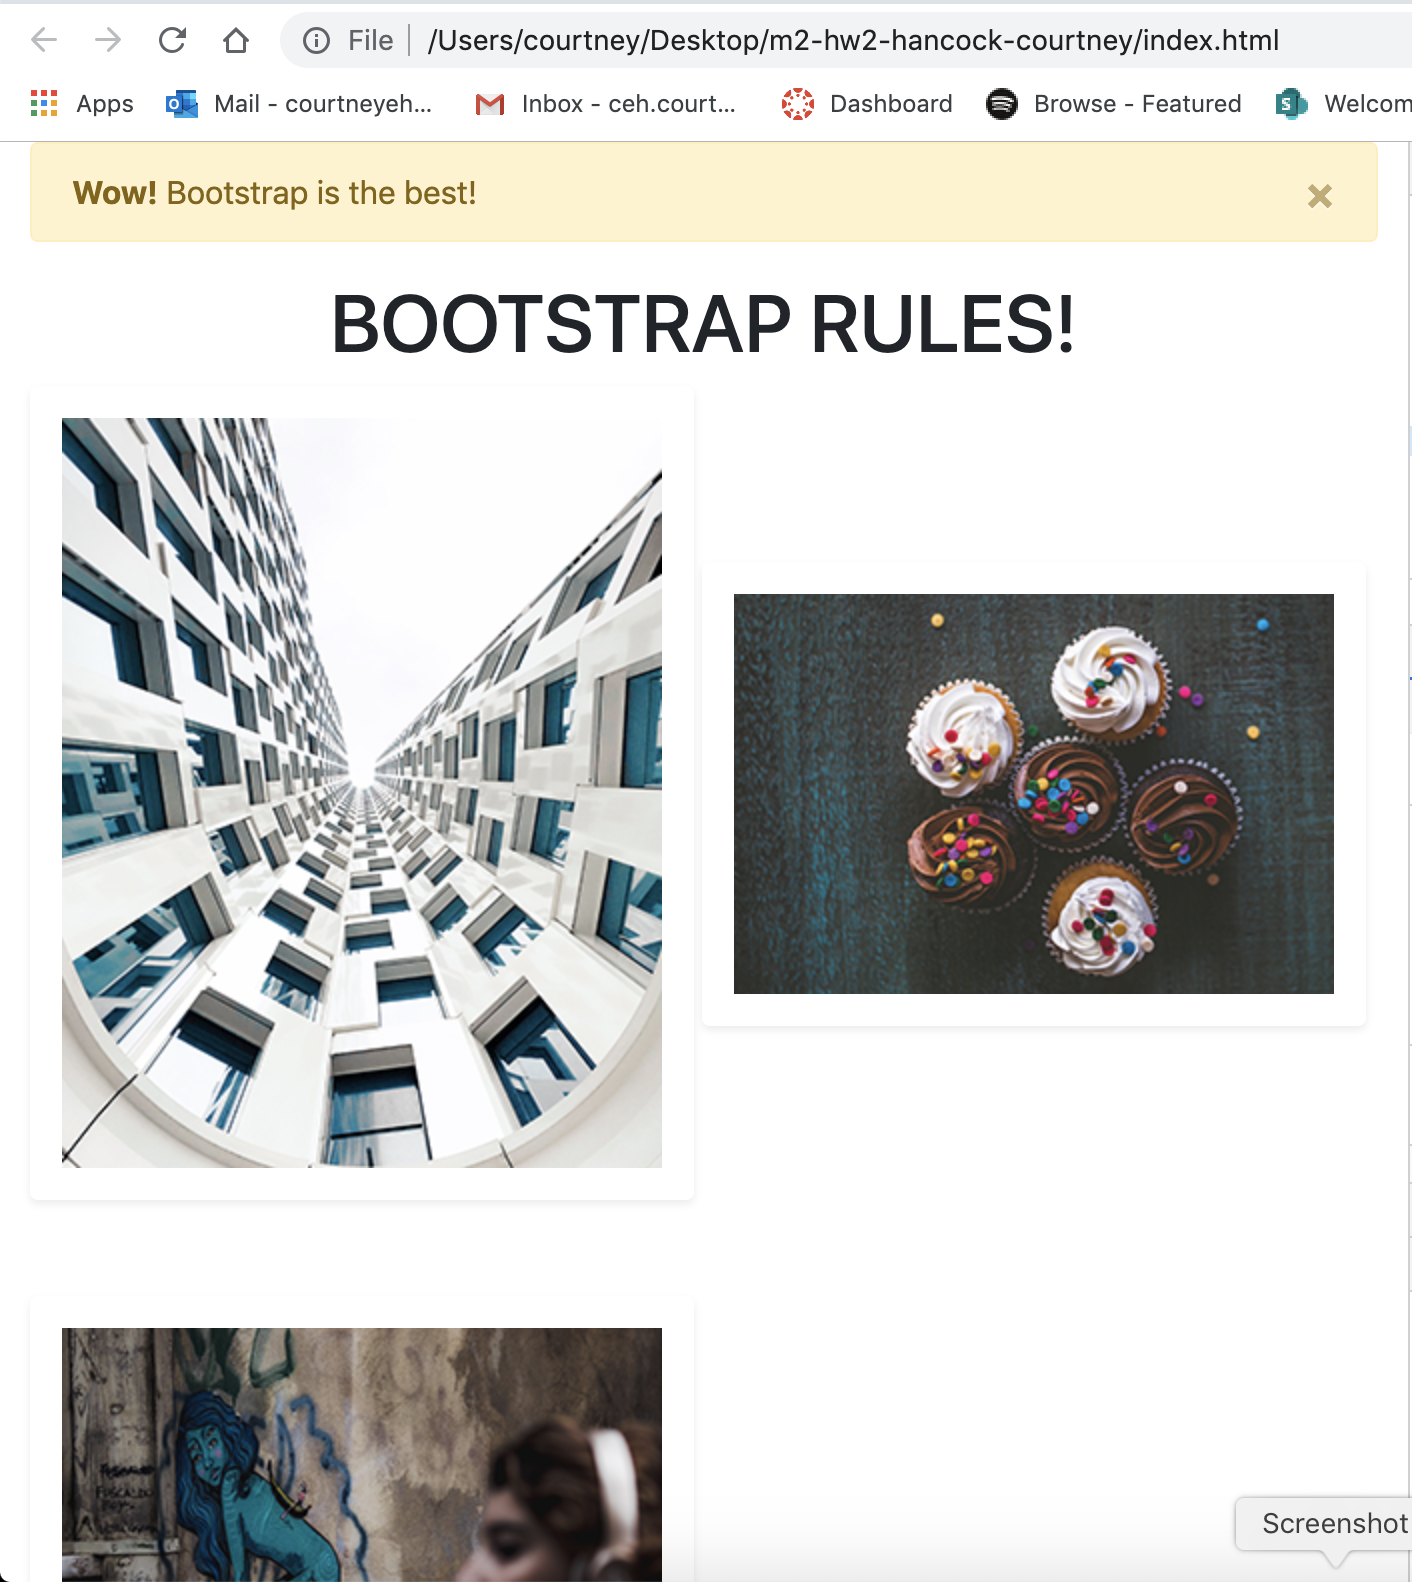 File | /Users/courtney/Desktop/m2-hw2-hancock-courtney/index.html
Apps Mail - courtneyeh... Inbox - ceh.court... Dashboard Browse - Featured Welcom
Wow! Bootstrap is the best!
BOOTSTRAP RULES!
Screenshot